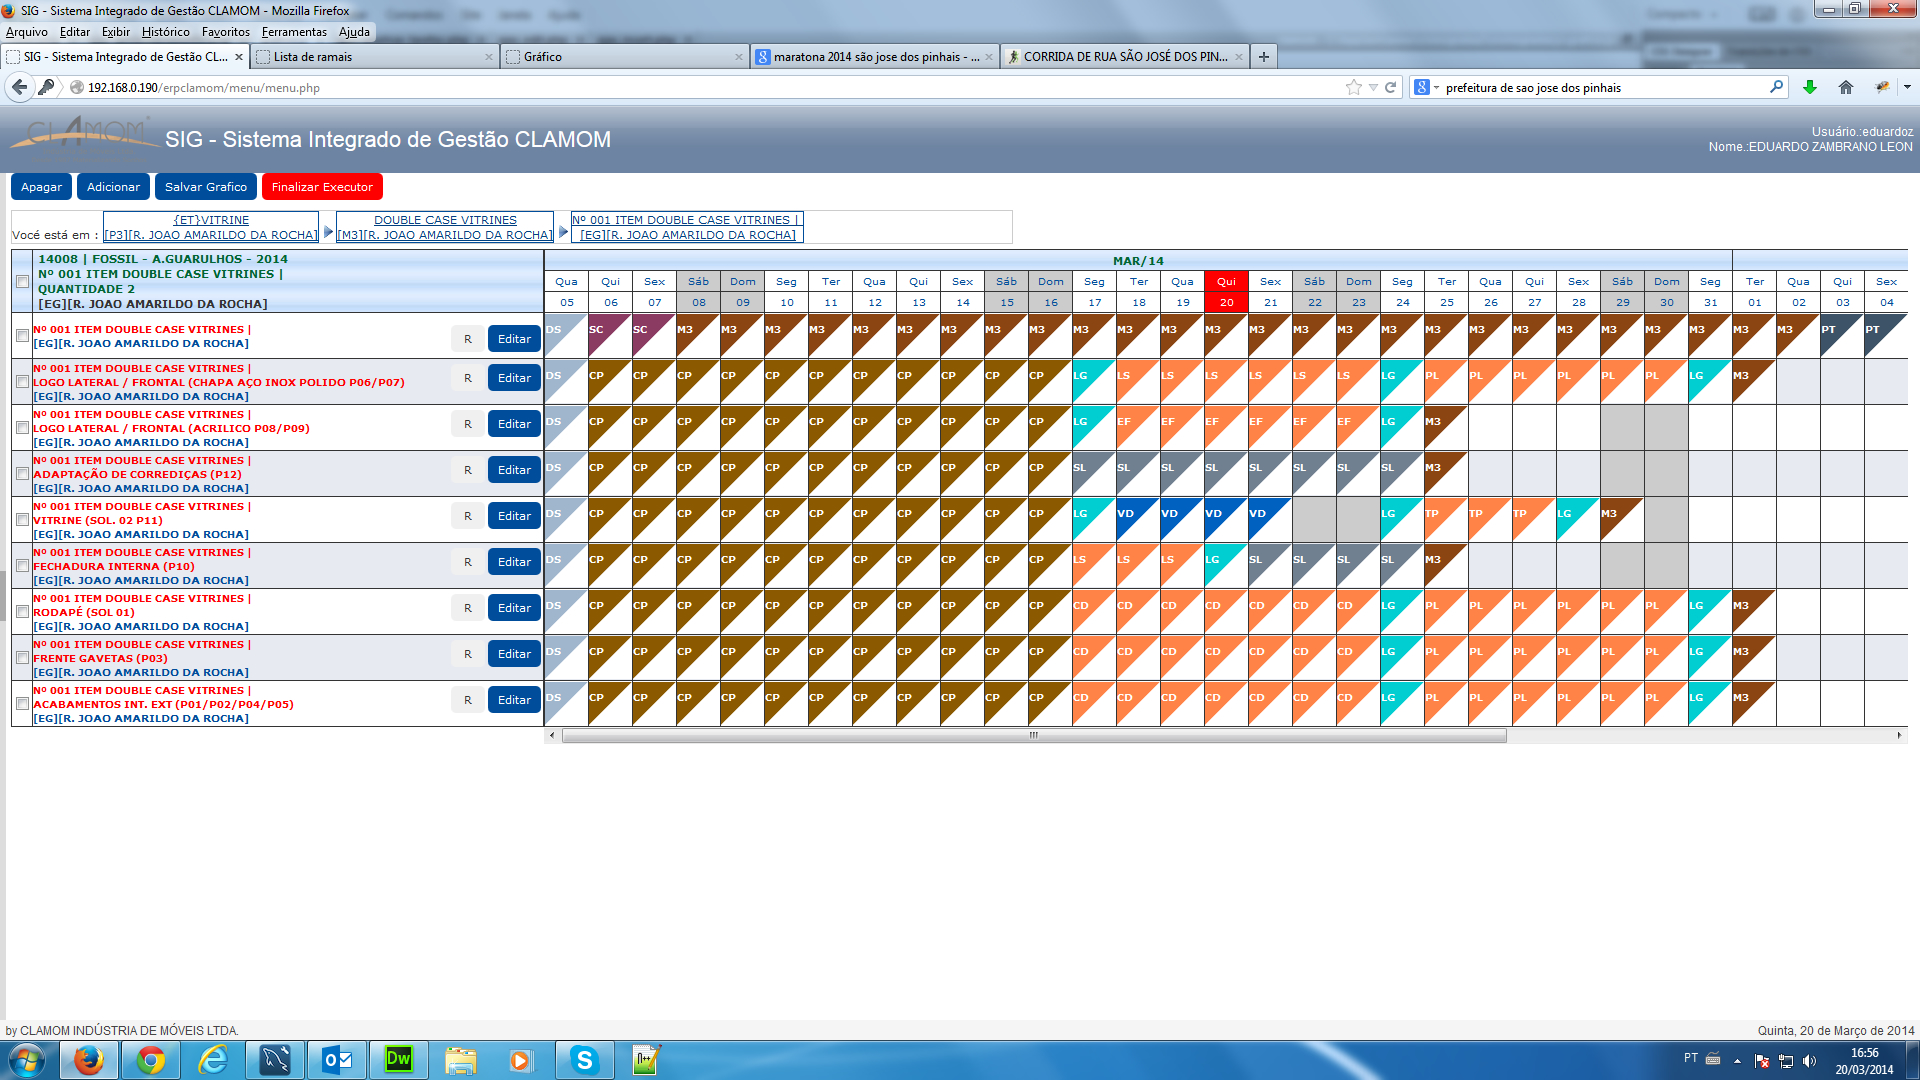 SIG - Sistema Integrado de Gestão CLAMOM - Mozilla Firefox
Arquivo Editar Exibir Histórico Favoritos Ferramentas Ajuda
SIG - Sistema Integrado de Gestão CL... Lista de ramais Gráfico maratona 2014 são jose dos pinhais - ... CORRIDA DE RUA SÃO JOSÉ DOS PIN...
192.168.0.190/erpclamom/menu/menu.php prefeitura de sao jose dos pinhais
CLAMOM SIG - Sistema Integrado de Gestão CLAMOM
Usuário.:eduardoz
Nome.:EDUARDO ZAMBRANO LEON
Apagar Adicionar Salvar Grafico Finalizar Executor
{ET}VITRINE DOUBLE CASE VITRINES Nº 001 ITEM DOUBLE CASE VITRINES |
Você está em : [P3][R. JOAO AMARILDO DA ROCHA] [M3][R. JOAO AMARILDO DA ROCHA] [EG][R. JOAO AMARILDO DA ROCHA]
14008 | FOSSIL - A.GUARULHOS - 2014
Nº 001 ITEM DOUBLE CASE VITRINES |
QUANTIDADE 2
[EG][R. JOAO AMARILDO DA ROCHA]
MAR/14
Qua Qui Sex Sáb Dom Seg Ter Qua Qui Sex Sáb Dom Seg Ter Qua Qui Sex Sáb Dom Seg Ter Qua Qui Sex Sáb Dom Seg Ter Qua Qui Sex
05 06 07 08 09 10 11 12 13 14 15 16 17 18 19 20 21 22 23 24 25 26 27 28 29 30 31 01 02 03 04
Nº 001 ITEM DOUBLE CASE VITRINES |
[EG][R. JOAO AMARILDO DA ROCHA]
R Editar
DS SC SC M3 M3 M3 M3 M3 M3 M3 M3 M3 M3 M3 M3 M3 M3 M3 M3 M3 M3 M3 M3 M3 M3 M3 M3 M3 M3 PT PT
Nº 001 ITEM DOUBLE CASE VITRINES |
LOGO LATERAL / FRONTAL (CHAPA AÇO INOX POLIDO P06/P07)
[EG][R. JOAO AMARILDO DA ROCHA]
R Editar
DS CP CP CP CP CP CP CP CP CP CP CP LG LS LS LS LS LS LS LG PL PL PL PL PL PL LG M3
Nº 001 ITEM DOUBLE CASE VITRINES |
LOGO LATERAL / FRONTAL (ACRILICO P08/P09)
[EG][R. JOAO AMARILDO DA ROCHA]
R Editar
DS CP CP CP CP CP CP CP CP CP CP CP LG EF EF EF EF EF EF LG M3
Nº 001 ITEM DOUBLE CASE VITRINES |
ADAPTAÇÃO DE CORREDIÇAS (P12)
[EG][R. JOAO AMARILDO DA ROCHA]
R Editar
DS CP CP CP CP CP CP CP CP CP CP CP SL SL SL SL SL SL SL SL M3
Nº 001 ITEM DOUBLE CASE VITRINES |
VITRINE (SOL. 02 P11)
[EG][R. JOAO AMARILDO DA ROCHA]
R Editar
DS CP CP CP CP CP CP CP CP CP CP CP LG VD VD VD VD LG TP TP TP LG M3
Nº 001 ITEM DOUBLE CASE VITRINES |
FECHADURA INTERNA (P10)
[EG][R. JOAO AMARILDO DA ROCHA]
R Editar
DS CP CP CP CP CP CP CP CP CP CP CP LS LS LS LG SL SL SL SL M3
Nº 001 ITEM DOUBLE CASE VITRINES |
RODAPÉ (SOL 01)
[EG][R. JOAO AMARILDO DA ROCHA]
R Editar
DS CP CP CP CP CP CP CP CP CP CP CP CD CD CD CD CD CD CD LG PL PL PL PL PL PL LG M3
Nº 001 ITEM DOUBLE CASE VITRINES |
FRENTE GAVETAS (P03)
[EG][R. JOAO AMARILDO DA ROCHA]
R Editar
DS CP CP CP CP CP CP CP CP CP CP CP CD CD CD CD CD CD CD LG PL PL PL PL PL PL LG M3
Nº 001 ITEM DOUBLE CASE VITRINES |
ACABAMENTOS INT. EXT (P01/P02/P04/P05)
[EG][R. JOAO AMARILDO DA ROCHA]
R Editar
DS CP CP CP CP CP CP CP CP CP CP CP CD CD CD CD CD CD CD LG PL PL PL PL PL PL LG M3
by CLAMOM INDÚSTRIA DE MÓVEIS LTDA. Quinta, 20 de Março de 2014
PT 16:56
20/03/2014